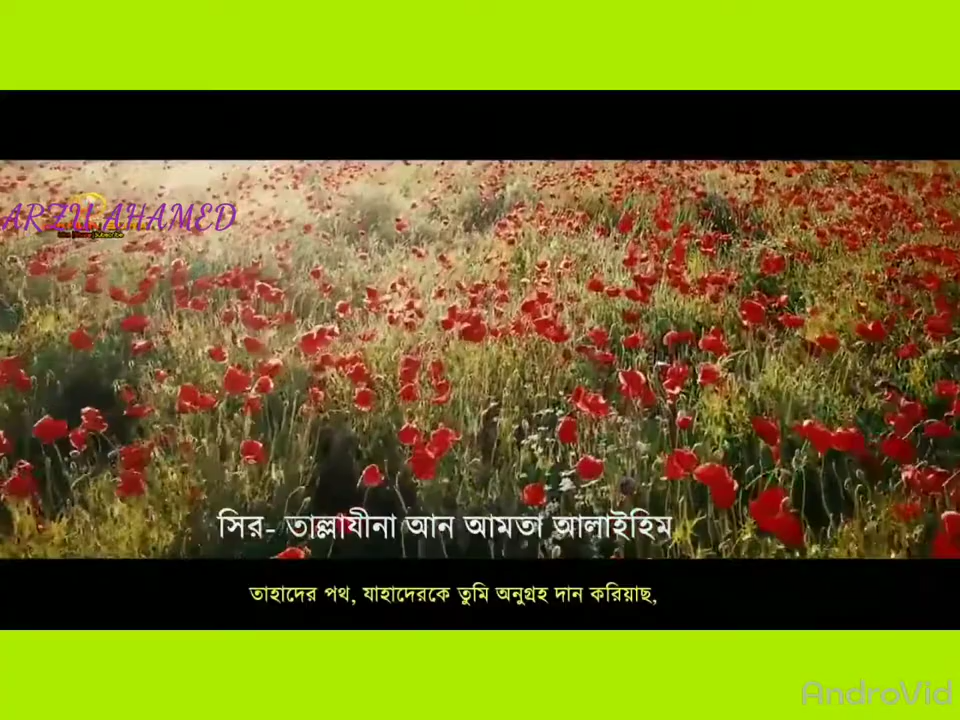 ARZU AHAMED
সির- তাল্লাযীনা আন আমতা আলাইহিম
তাহাদের পথ, যাহাদেরকে তুমি অনুগ্রহ দান করিয়াছ,
AndroVid